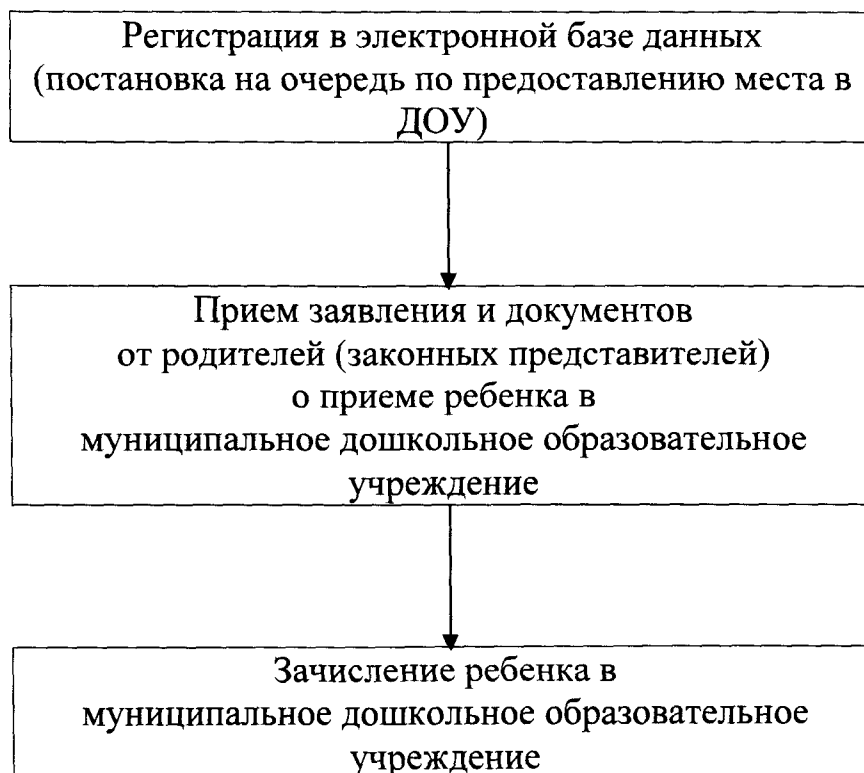 Регистрация в электронной базе данных
(постановка на очередь по предоставлению места в
ДОУ)
Прием заявления и документов
от родителей (законных представителей)
о приеме ребенка в
муниципальное дошкольное образовательное
учреждение
Зачисление ребенка в
муниципальное дошкольное образовательное
учреждение